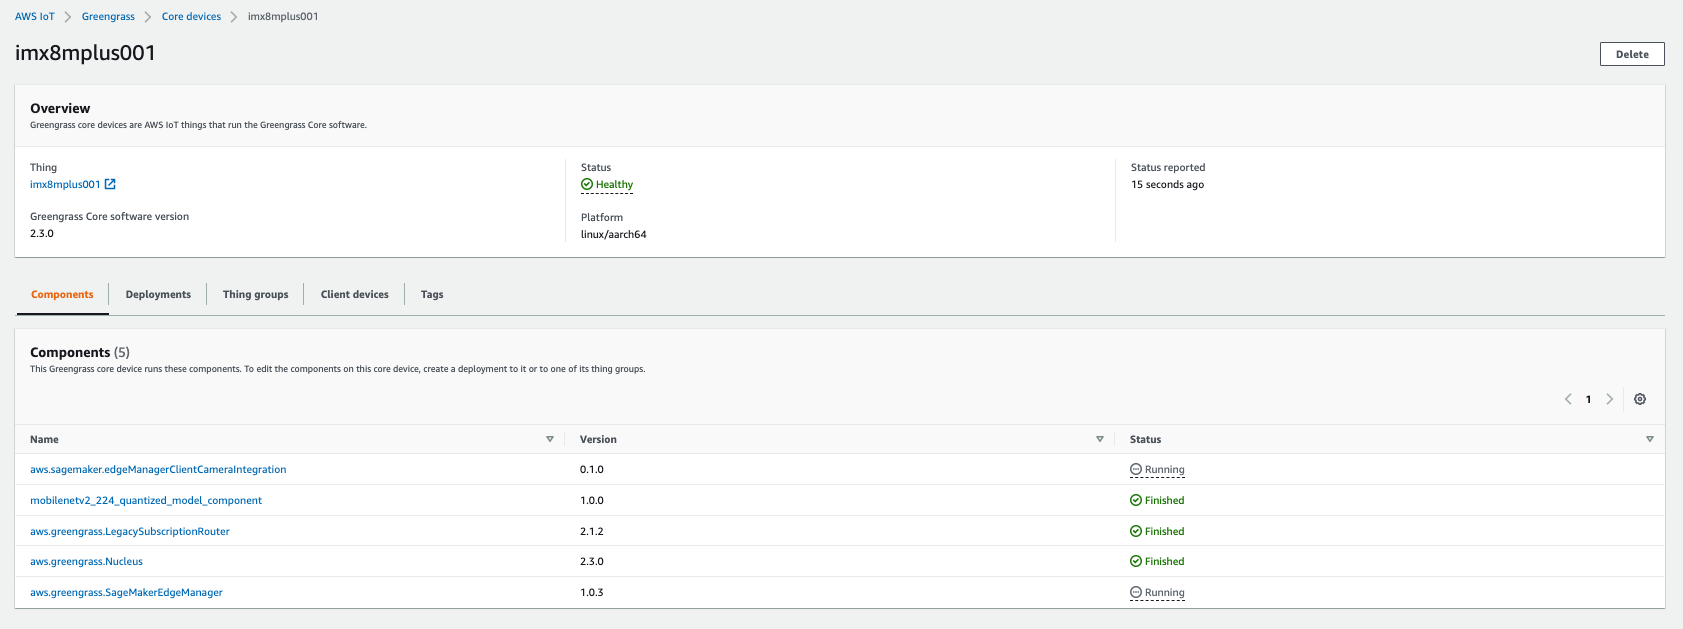 AWS IoT > Greengrass > Core devices > imx8mplus001
imx8mplus001
Delete
Overview
Greengrass core devices are AWS IoT things that run the Greengrass Core software.
Thing
imx8mplus001
Greengrass Core software version
2.3.0
Status
Healthy
Platform
linux/aarch64
Status reported
15 seconds ago
Components Deployments Thing groups Client devices Tags
Components (5)
This Greengrass core device runs these components. To edit the components on this core device, create a deployment to it or to one of its thing groups.
< 1 >
Name Version Status
aws.sagemaker.edgeManagerClientCameraIntegration 0.1.0 Running
mobilenetv2_224_quantized_model_component 1.0.0 Finished
aws.greengrass.LegacySubscriptionRouter 2.1.2 Finished
aws.greengrass.Nucleus 2.3.0 Finished
aws.greengrass.SageMakerEdgeManager 1.0.3 Running